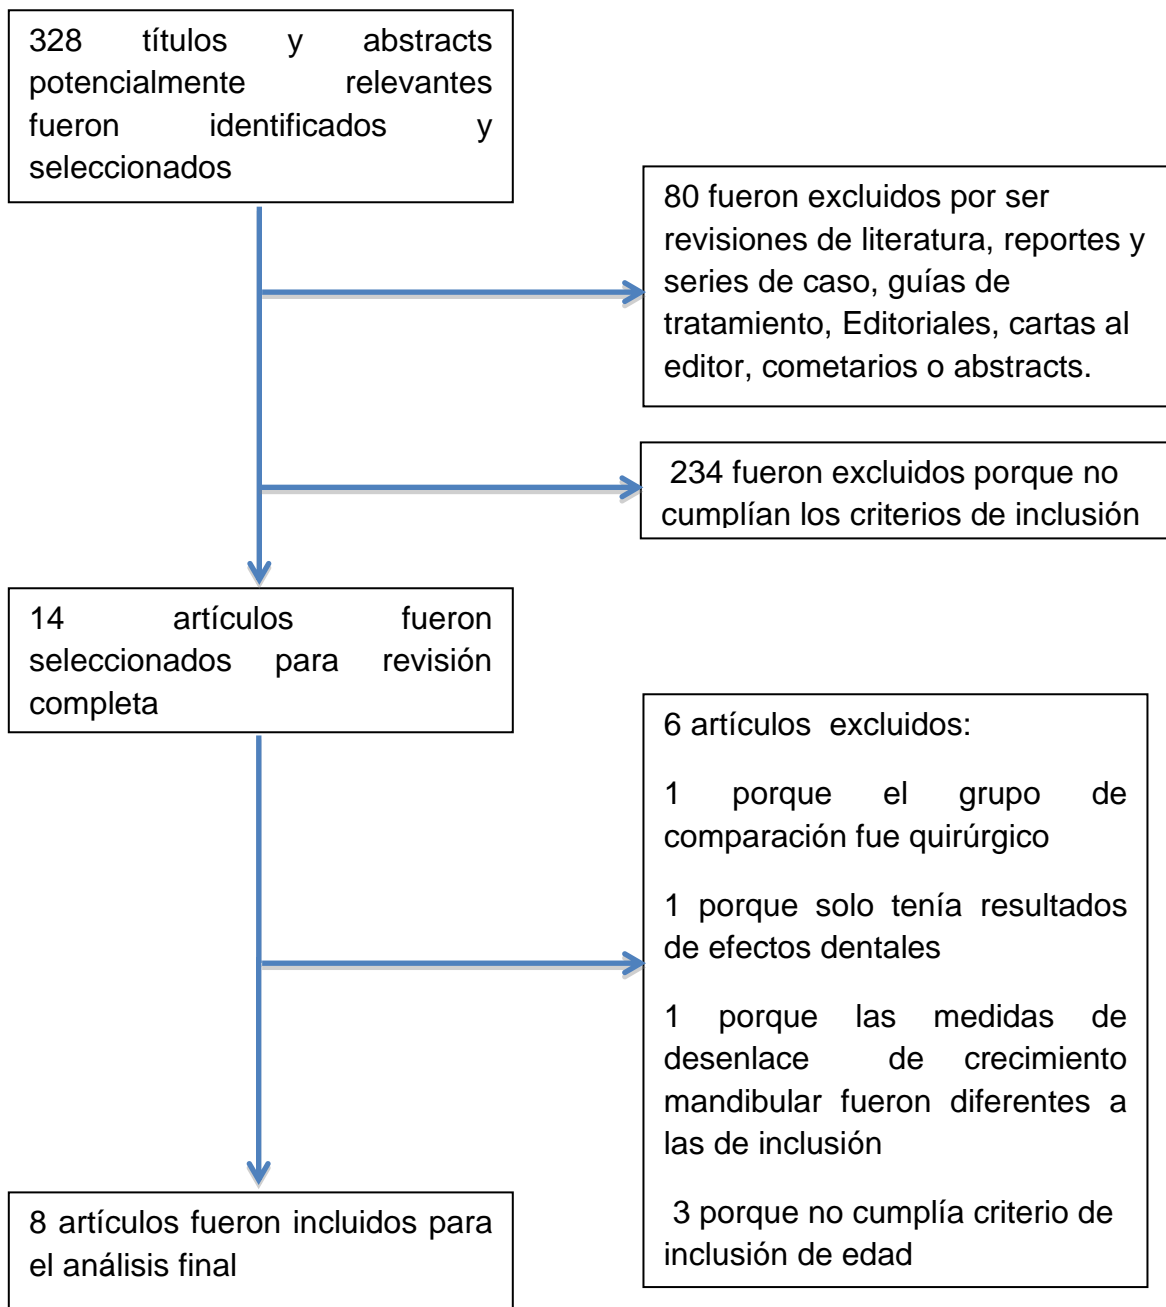 328 títulos y abstracts
potencialmente relevantes
fueron identificados y
seleccionados
80 fueron excluidos por ser
revisiones de literatura, reportes y
series de caso, guías de
tratamiento, Editoriales, cartas al
editor, cometarios o abstracts.
234 fueron excluidos porque no
cumplían los criterios de inclusión
14 artículos fueron
seleccionados para revisión
completa
6 artículos excluidos:
1 porque el grupo de
comparación fue quirúrgico
1 porque solo tenía resultados
de efectos dentales
1 porque las medidas de
desenlace de crecimiento
mandibular fueron diferentes a
las de inclusión
3 porque no cumplía criterio de
inclusión de edad
8 artículos fueron incluidos para
el análisis final